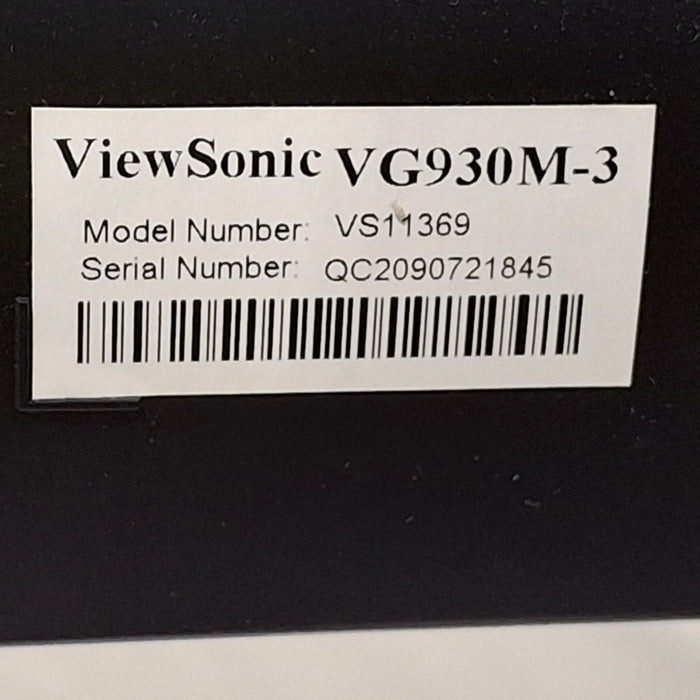 ViewSonic VG930M-3
Model Number: VS11369
Serial Number: QC2090721845